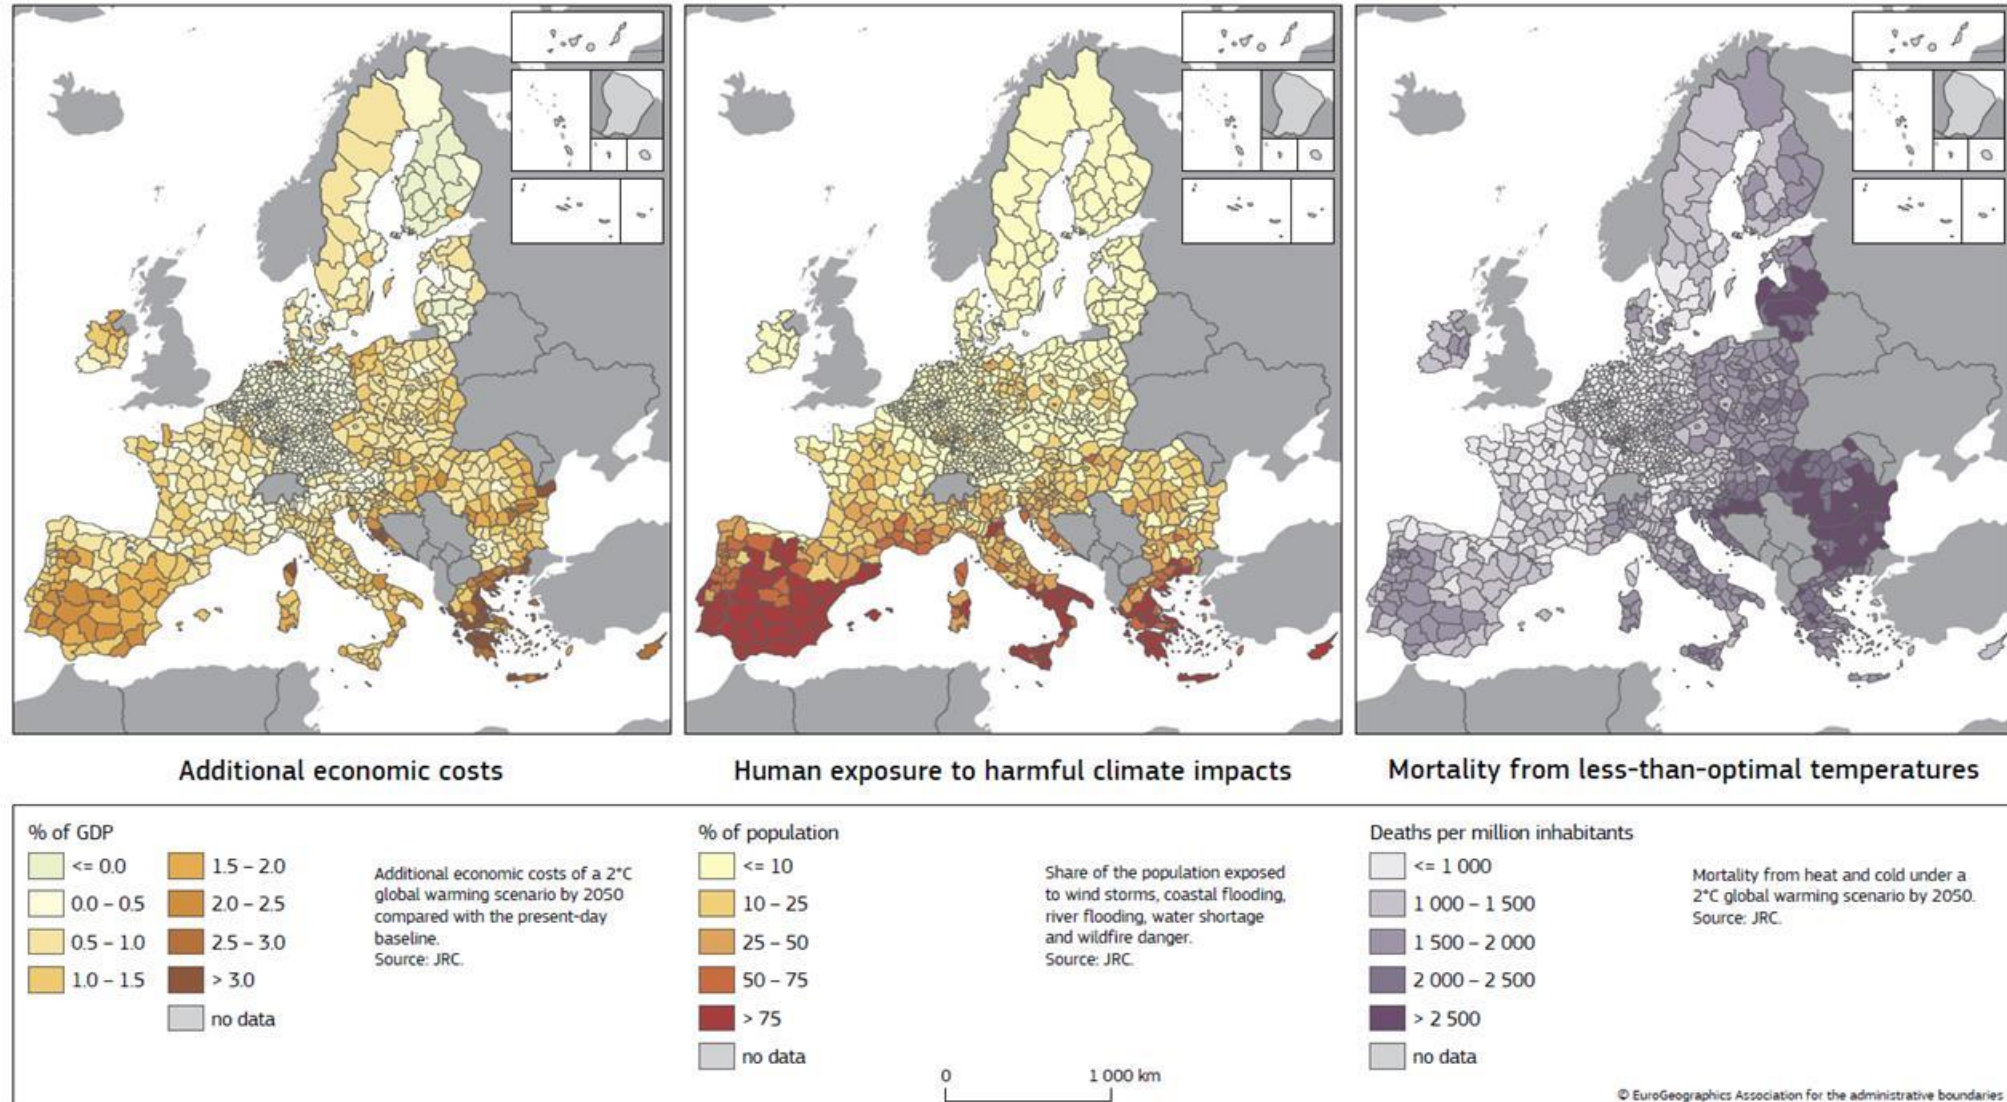 Additional economic costs
Human exposure to harmful climate impacts
Mortality from less-than-optimal temperatures
% of GDP
<= 0.0
0.0 – 0.5
0.5 – 1.0
1.0 – 1.5
1.5 – 2.0
2.0 – 2.5
2.5 – 3.0
> 3.0
no data
Additional economic costs of a 2°C
global warming scenario by 2050
compared with the present-day
baseline.
Source: JRC.
% of population
<= 10
10 – 25
25 – 50
50 – 75
> 75
no data
Share of the population exposed
to wind storms, coastal flooding,
river flooding, water shortage
and wildfire danger.
Source: JRC.
0
1 000 km
Deaths per million inhabitants
<= 1 000
1 000 – 1 500
1 500 – 2 000
2 000 – 2 500
> 2 500
no data
Mortality from heat and cold under a
2°C global warming scenario by 2050.
Source: JRC.
© EuroGeographics Association for the administrative boundaries